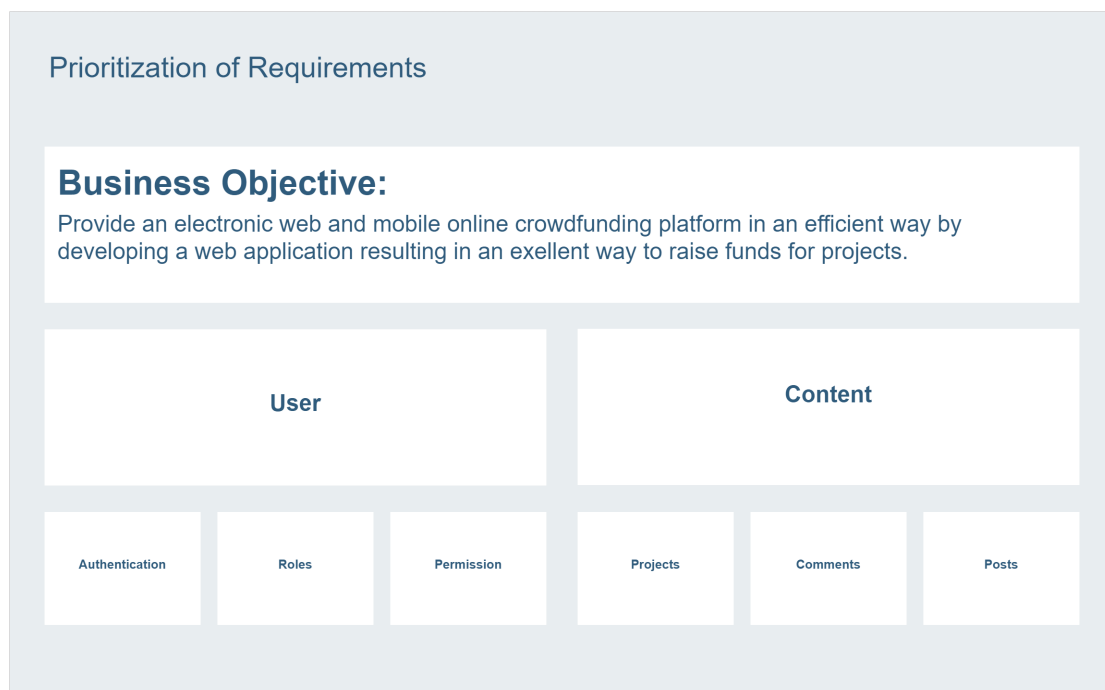 Prioritization of Requirements
Business Objective:
Provide an electronic web and mobile online crowdfunding platform in an efficient way by
developing a web application resulting in an exellent way to raise funds for projects.
User
Content
Authentication
Roles
Permission
Projects
Comments
Posts